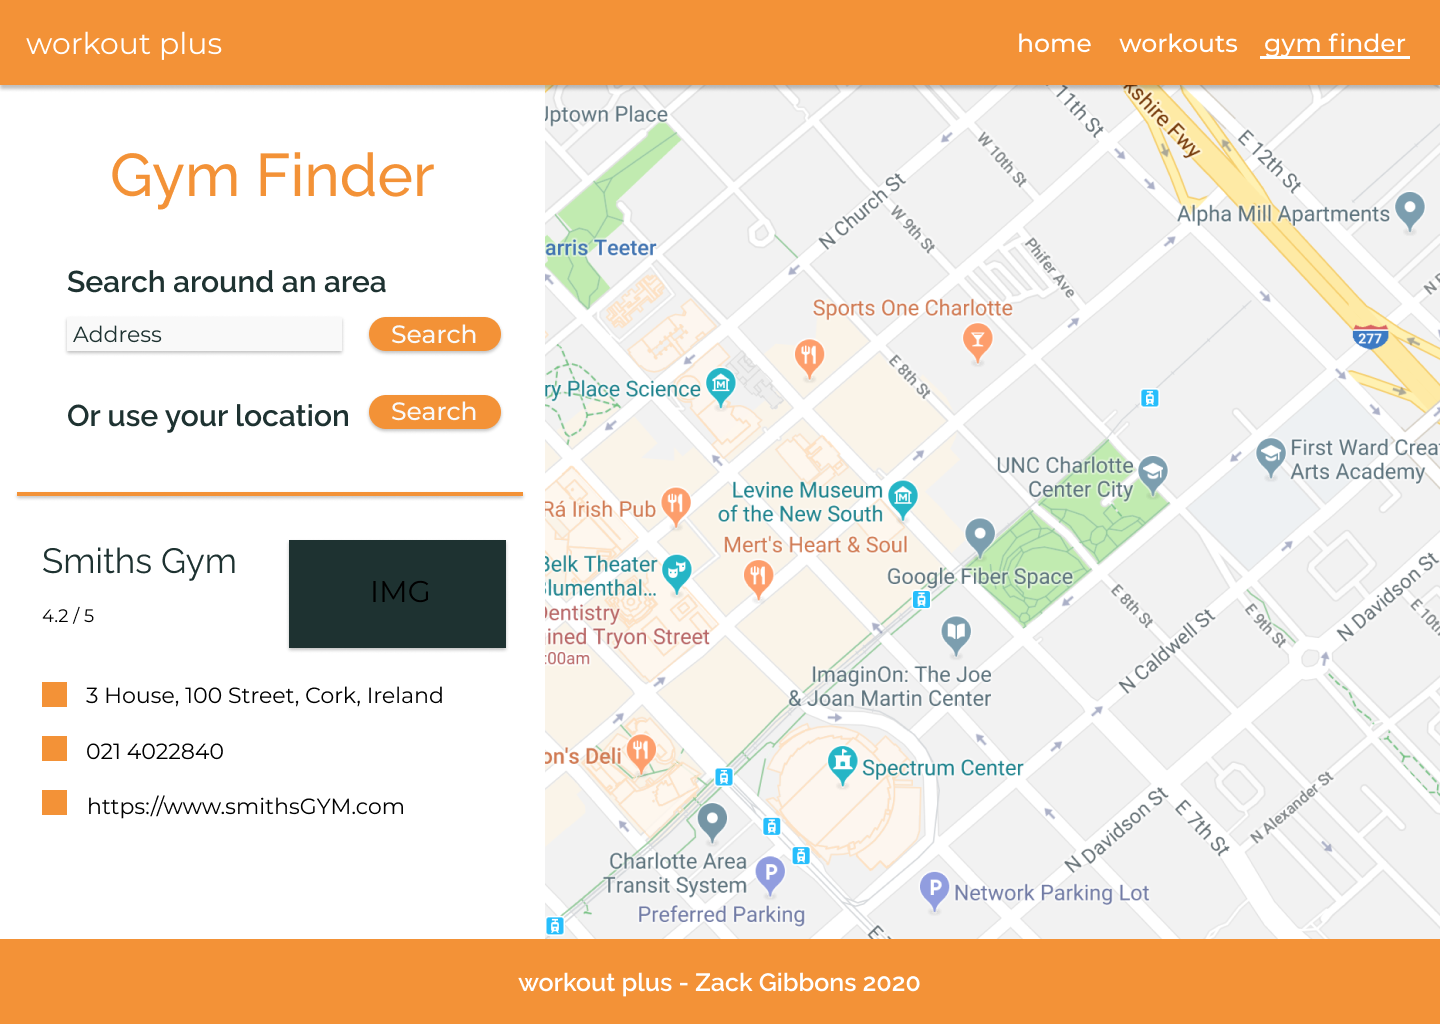 workout plus
home workouts gym finder
Gym Finder
Search around an area
Address
Search
Or use your location
Search
Smiths Gym
IMG
4.2 / 5
3 House, 100 Street, Cork, Ireland
021 4022840
https://www.smithsGYM.com
Uptown Place
11th St
kshire Fwy
E 12th St
W 10th St
N Church St
W 9th St
Alpha Mill Apartments
arris Teeter
Phifer Ave
Sports One Charlotte
277
E 8th St
ry Place Science
First Ward Creat
Arts Academy
UNC Charlotte
Center City
Levine Museum
of the New South
Rá Irish Pub
Mert's Heart & Soul
Belk Theater
Blumenthal...
Google Fiber Space
Dentistry
ined Tryon Street
:00am
E 8th St
E 9th St
N Davidson St
E 10th
N Caldwell St
ImaginOn: The Joe
& Joan Martin Center
on's Deli
Spectrum Center
N Davidson St
E 7th St
N Alexander St
Charlotte Area
Transit System
P
Preferred Parking
P
Network Parking Lot
workout plus - Zack Gibbons 2020